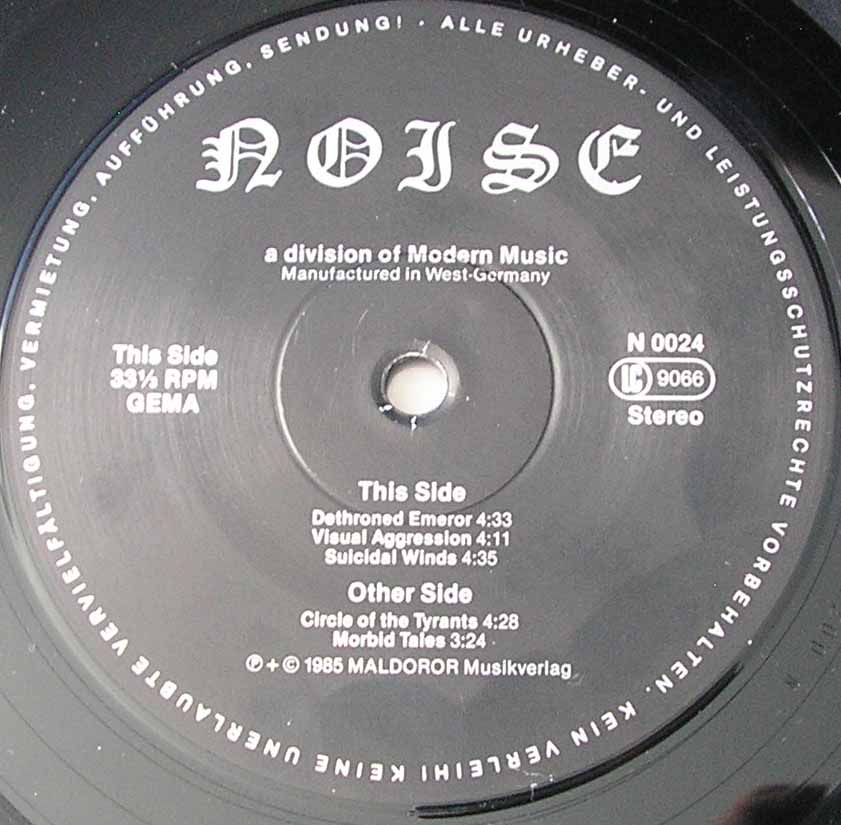 ALLE URHEBER- UND LEISTUNGSSCHUTZRECHTE VORBEHALTEN. KEIN VERLEIH! KEINE UNERLAUBTE VERVIELFÄLTIGUNG, VERMIETUNG, AUFFÜHRUNG, SENDUNG! ·
NOISE
a division of Modern Music
Manufactured in West-Germany
This Side
33⅓ RPM
GEMA
N 0024
LC 9066
Stereo
This Side
Dethroned Emeror 4:33
Visual Aggression 4:11
Suicidal Winds 4:35
Other Side
Circle of the Tyrants 4:28
Morbid Tales 3:24
℗ + © 1985 MALDOROR Musikverlag